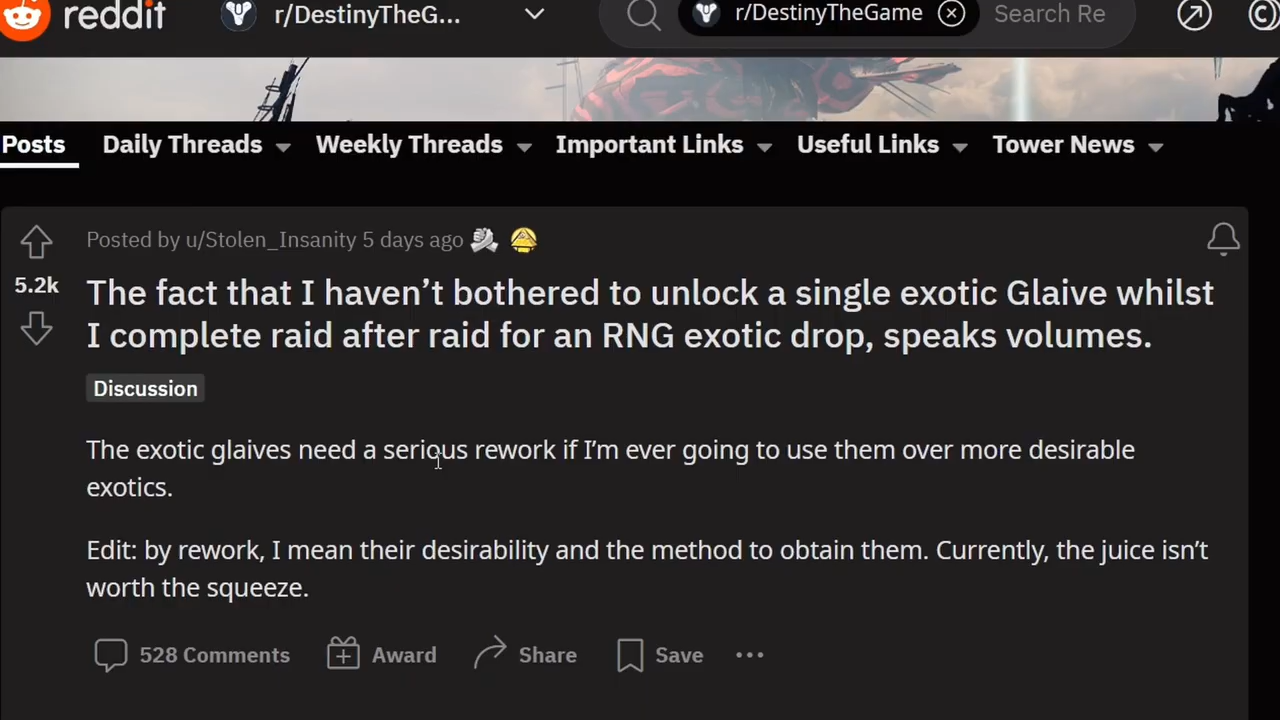 reddit
r/DestinyTheG...
r/DestinyTheGame
Search Re
Posts
Daily Threads
Weekly Threads
Important Links
Useful Links
Tower News
Posted by u/Stolen_Insanity 5 days ago
5.2k
The fact that I haven’t bothered to unlock a single exotic Glaive whilst
I complete raid after raid for an RNG exotic drop, speaks volumes.
Discussion
The exotic glaives need a serious rework if I’m ever going to use them over more desirable
exotics.
Edit: by rework, I mean their desirability and the method to obtain them. Currently, the juice isn’t
worth the squeeze.
528 Comments
Award
Share
Save